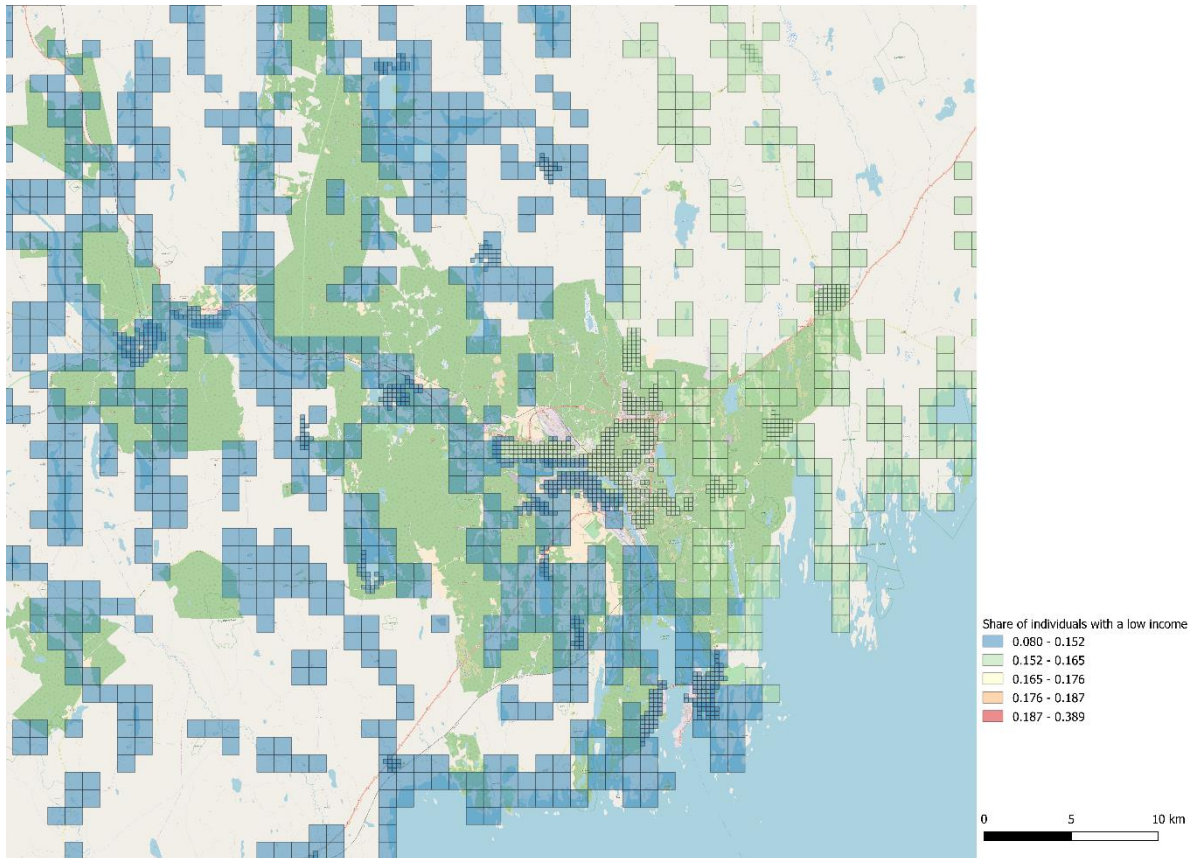 Share of individuals with a low income
0.080 - 0.152
0.152 - 0.165
0.165 - 0.176
0.176 - 0.187
0.187 - 0.389
0 5 10 km